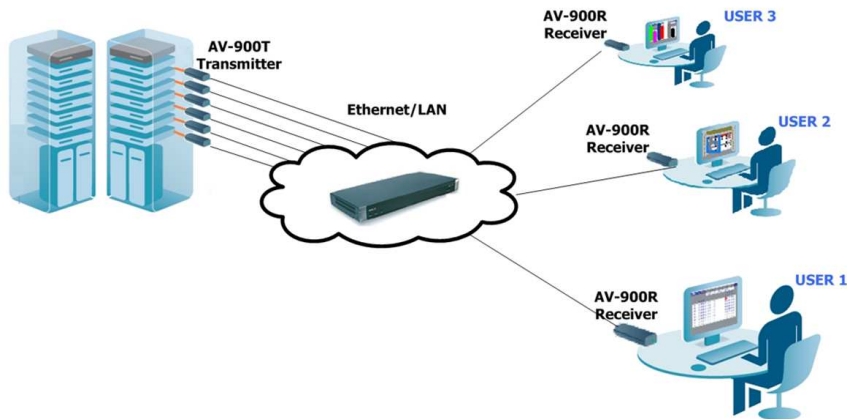 AV-900T
Transmitter
Ethernet/LAN
AV-900R
Receiver
USER 3
AV-900R
Receiver
USER 2
AV-900R
Receiver
USER 1